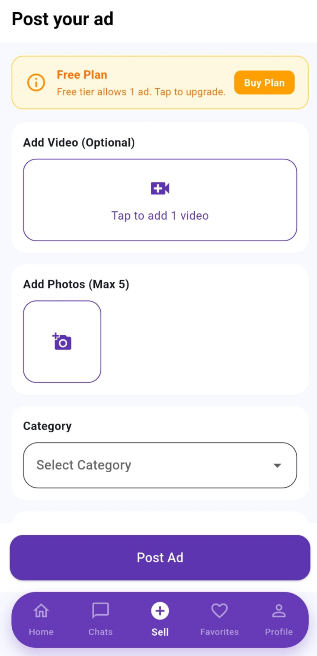 Post your ad
Free Plan
Free tier allows 1 ad. Tap to upgrade.
Buy Plan
Add Video (Optional)
Tap to add 1 video
Add Photos (Max 5)
Category
Select Category
Post Ad
Home
Chats
Sell
Favorites
Profile